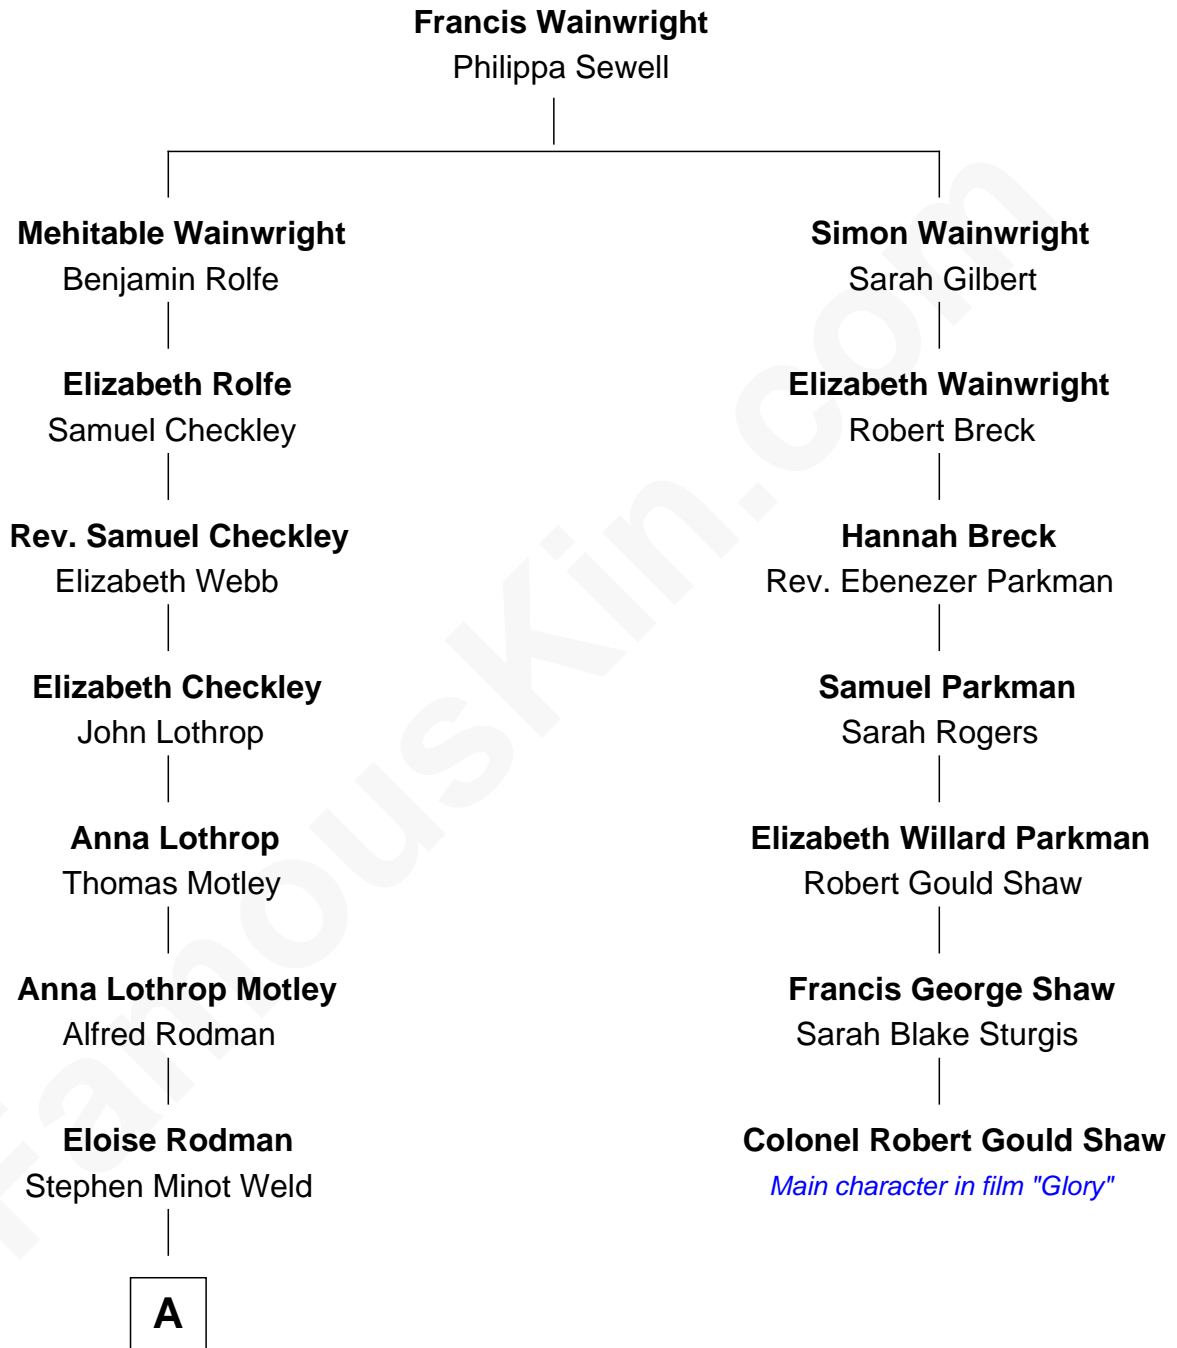 Francis Wainwright
Philippa Sewell
Mehitable Wainwright
Benjamin Rolfe
Simon Wainwright
Sarah Gilbert
Elizabeth Rolfe
Samuel Checkley
Elizabeth Wainwright
Robert Breck
Rev. Samuel Checkley
Elizabeth Webb
Hannah Breck
Rev. Ebenezer Parkman
Elizabeth Checkley
John Lothrop
Samuel Parkman
Sarah Rogers
Anna Lothrop
Thomas Motley
Elizabeth Willard Parkman
Robert Gould Shaw
Anna Lothrop Motley
Alfred Rodman
Francis George Shaw
Sarah Blake Sturgis
Eloise Rodman
Stephen Minot Weld
Colonel Robert Gould Shaw
Main character in film "Glory"
A
FamousKin.com